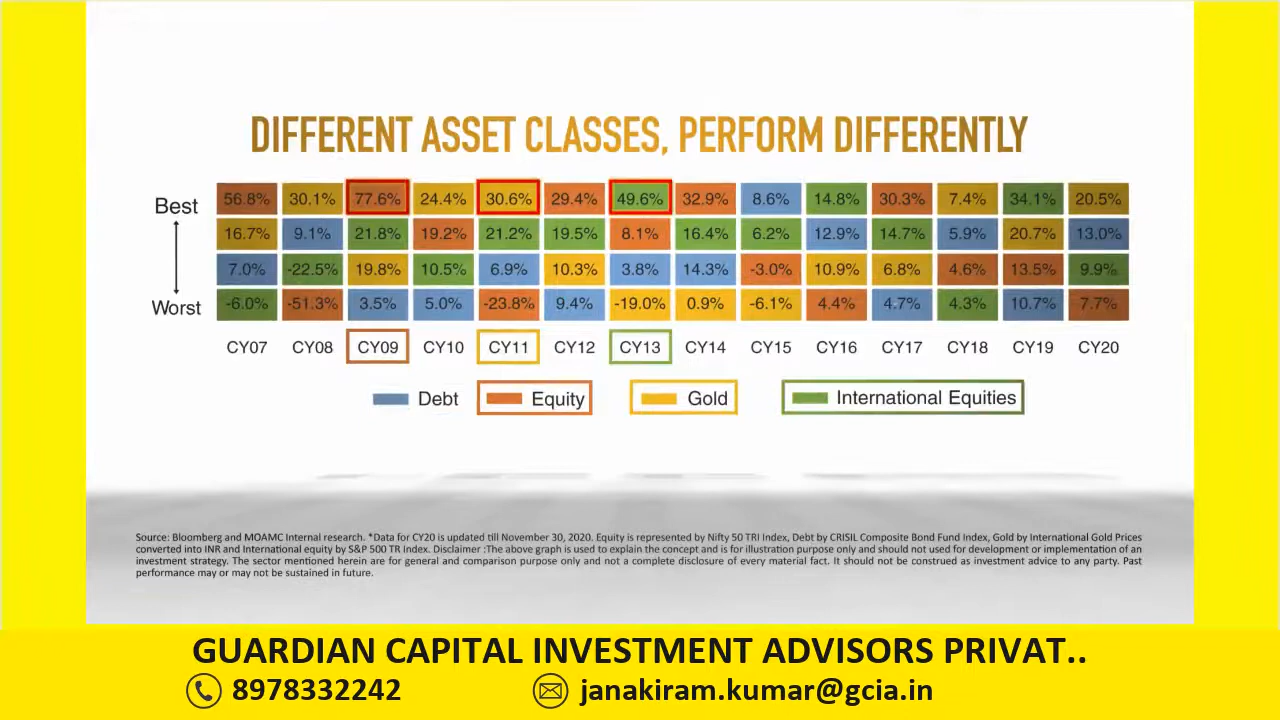 DIFFERENT ASSET CLASSES, PERFORM DIFFERENTLY
Best 56.8% 30.1% 77.6% 24.4% 30.6% 29.4% 49.6% 32.9% 8.6% 14.8% 30.3% 7.4% 34.1% 20.5%
16.7% 9.1% 21.8% 19.2% 21.2% 19.5% 8.1% 16.4% 6.2% 12.9% 14.7% 5.9% 20.7% 13.0%
7.0% -22.5% 19.8% 10.5% 6.9% 10.3% 3.8% 14.3% -3.0% 10.9% 6.8% 4.6% 13.5% 9.9%
Worst -6.0% -51.3% 3.5% 5.0% -23.8% 9.4% -19.0% 0.9% -6.1% 4.4% 4.7% 4.3% 10.7% 7.7%
CY07 CY08 CY09 CY10 CY11 CY12 CY13 CY14 CY15 CY16 CY17 CY18 CY19 CY20
Debt Equity Gold International Equities
Source: Bloomberg and MOAMC Internal research. *Data for CY20 is updated till November 30, 2020. Equity is represented by Nifty 50 TRI Index, Debt by CRISIL Composite Bond Fund Index, Gold by International Gold Prices
converted into INR and International equity by S&P 500 TR Index. Disclaimer :The above graph is used to explain the concept and is for illustration purpose only and should not used for development or implementation of an
investment strategy. The sector mentioned herein are for general and comparison purpose only and not a complete disclosure of every material fact. It should not be construed as investment advice to any party. Past
performance may or may not be sustained in future.
GUARDIAN CAPITAL INVESTMENT ADVISORS PRIVAT..
8978332242 janakiram.kumar@gcia.in